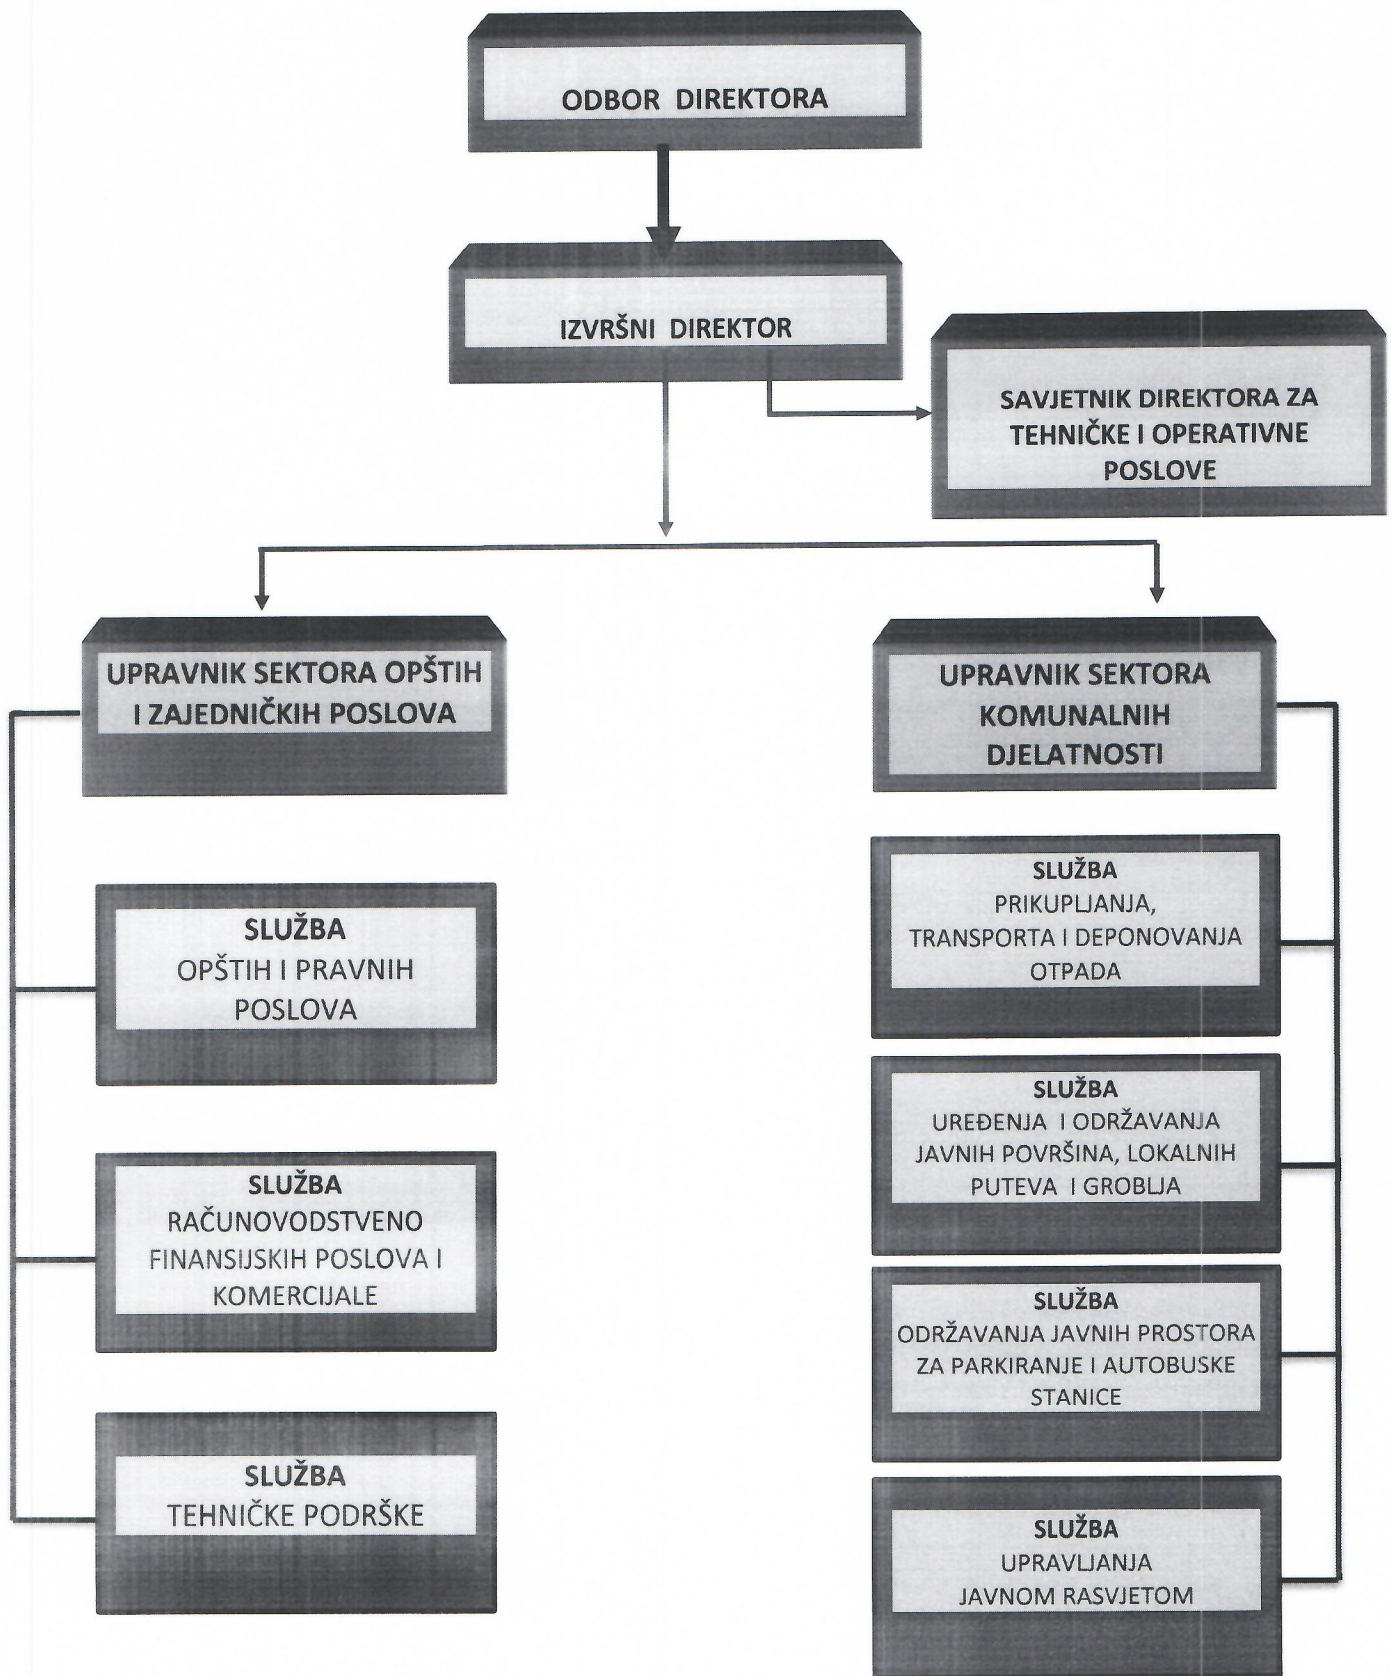 ODBOR DIREKTORA
IZVRŠNI DIREKTOR
SAVJETNIK DIREKTORA ZA
TEHNIČKE I OPERATIVNE
POSLOVE
UPRAVNIK SEKTORA OPŠTIH
I ZAJEDNIČKIH POSLOVA
SLUŽBA
OPŠTIH I PRAVNIH
POSLOVA
SLUŽBA
RAČUNOVODSTVENO
FINANSIJSKIH POSLOVA I
KOMERCIJALE
SLUŽBA
TEHNIČKE PODRŠKE
UPRAVNIK SEKTORA
KOMUNALNIH
DJELATNOSTI
SLUŽBA
PRIKUPLJANJA,
TRANSPORTA I DEPONOVANJA
OTPADA
SLUŽBA
UREĐENJA I ODRŽAVANJA
JAVNIH POVRŠINA, LOKALNIH
PUTEVA I GROBLJA
SLUŽBA
ODRŽAVANJA JAVNIH PROSTORA
ZA PARKIRANJE I AUTOBUSKE
STANICE
SLUŽBA
UPRAVLJANJA
JAVNOM RASVJETOM